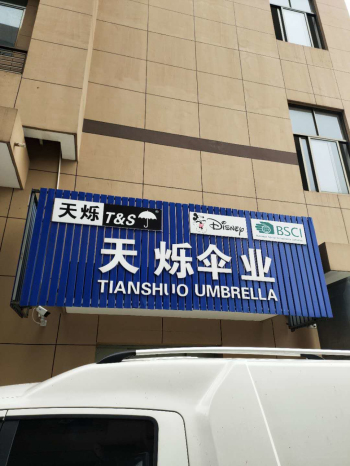 天烁 T&S
Disney
BSCI
天烁伞业
TIANSHUO UMBRELLA